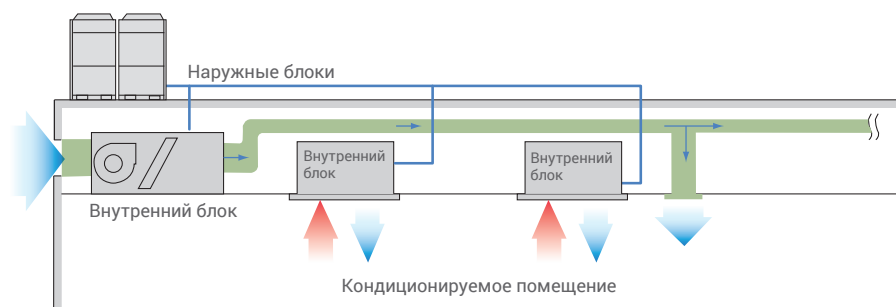 Наружные блоки
Внутренний
блок
Внутренний
блок
Внутренний блок
Кондиционируемое помещение